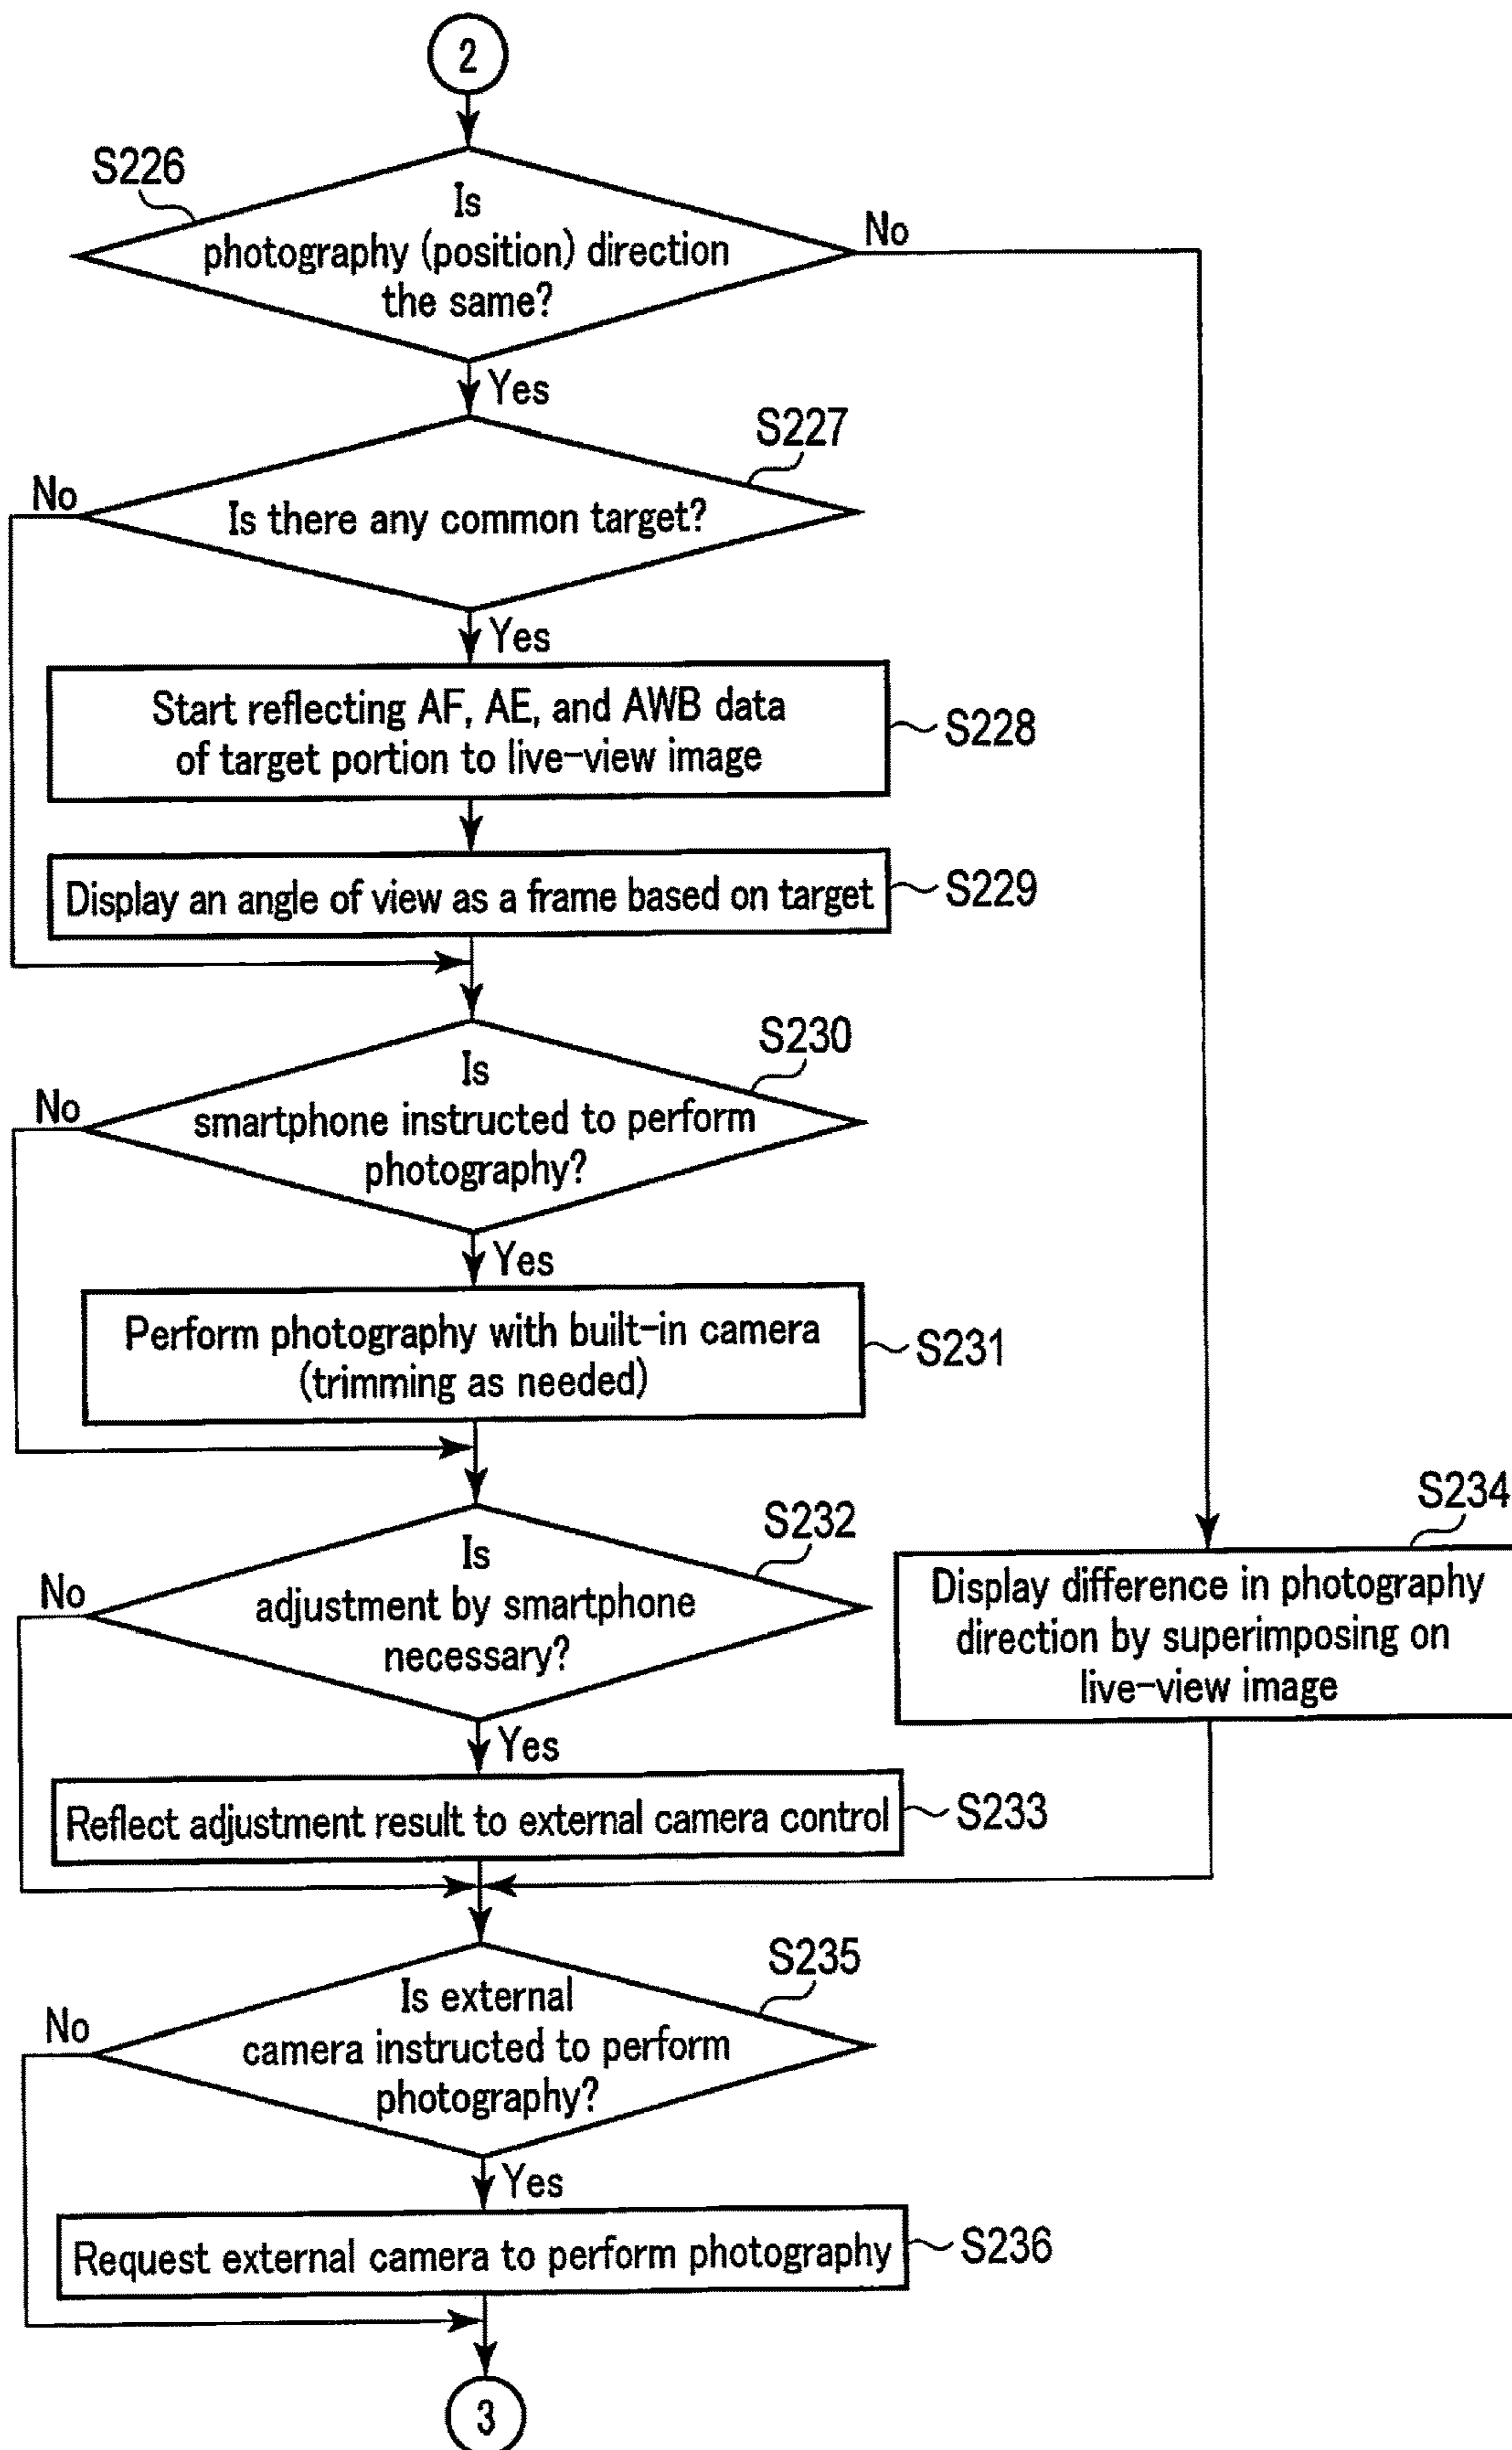 2
S226
Is
photography (position) direction
the same?
No
Yes
S227
No
Is there any common target?
Yes
Start reflecting AF, AE, and AWB data
of target portion to live-view image
S228
Display an angle of view as a frame based on target
S229
S230
Is
smartphone instructed to perform
photography?
No
Yes
Perform photography with built-in camera
(trimming as needed)
S231
S232
Is
adjustment by smartphone
necessary?
No
Yes
S234
Display difference in photography
direction by superimposing on
live-view image
Reflect adjustment result to external camera control
S233
S235
Is external
camera instructed to perform
photography?
No
Yes
Request external camera to perform photography
S236
3